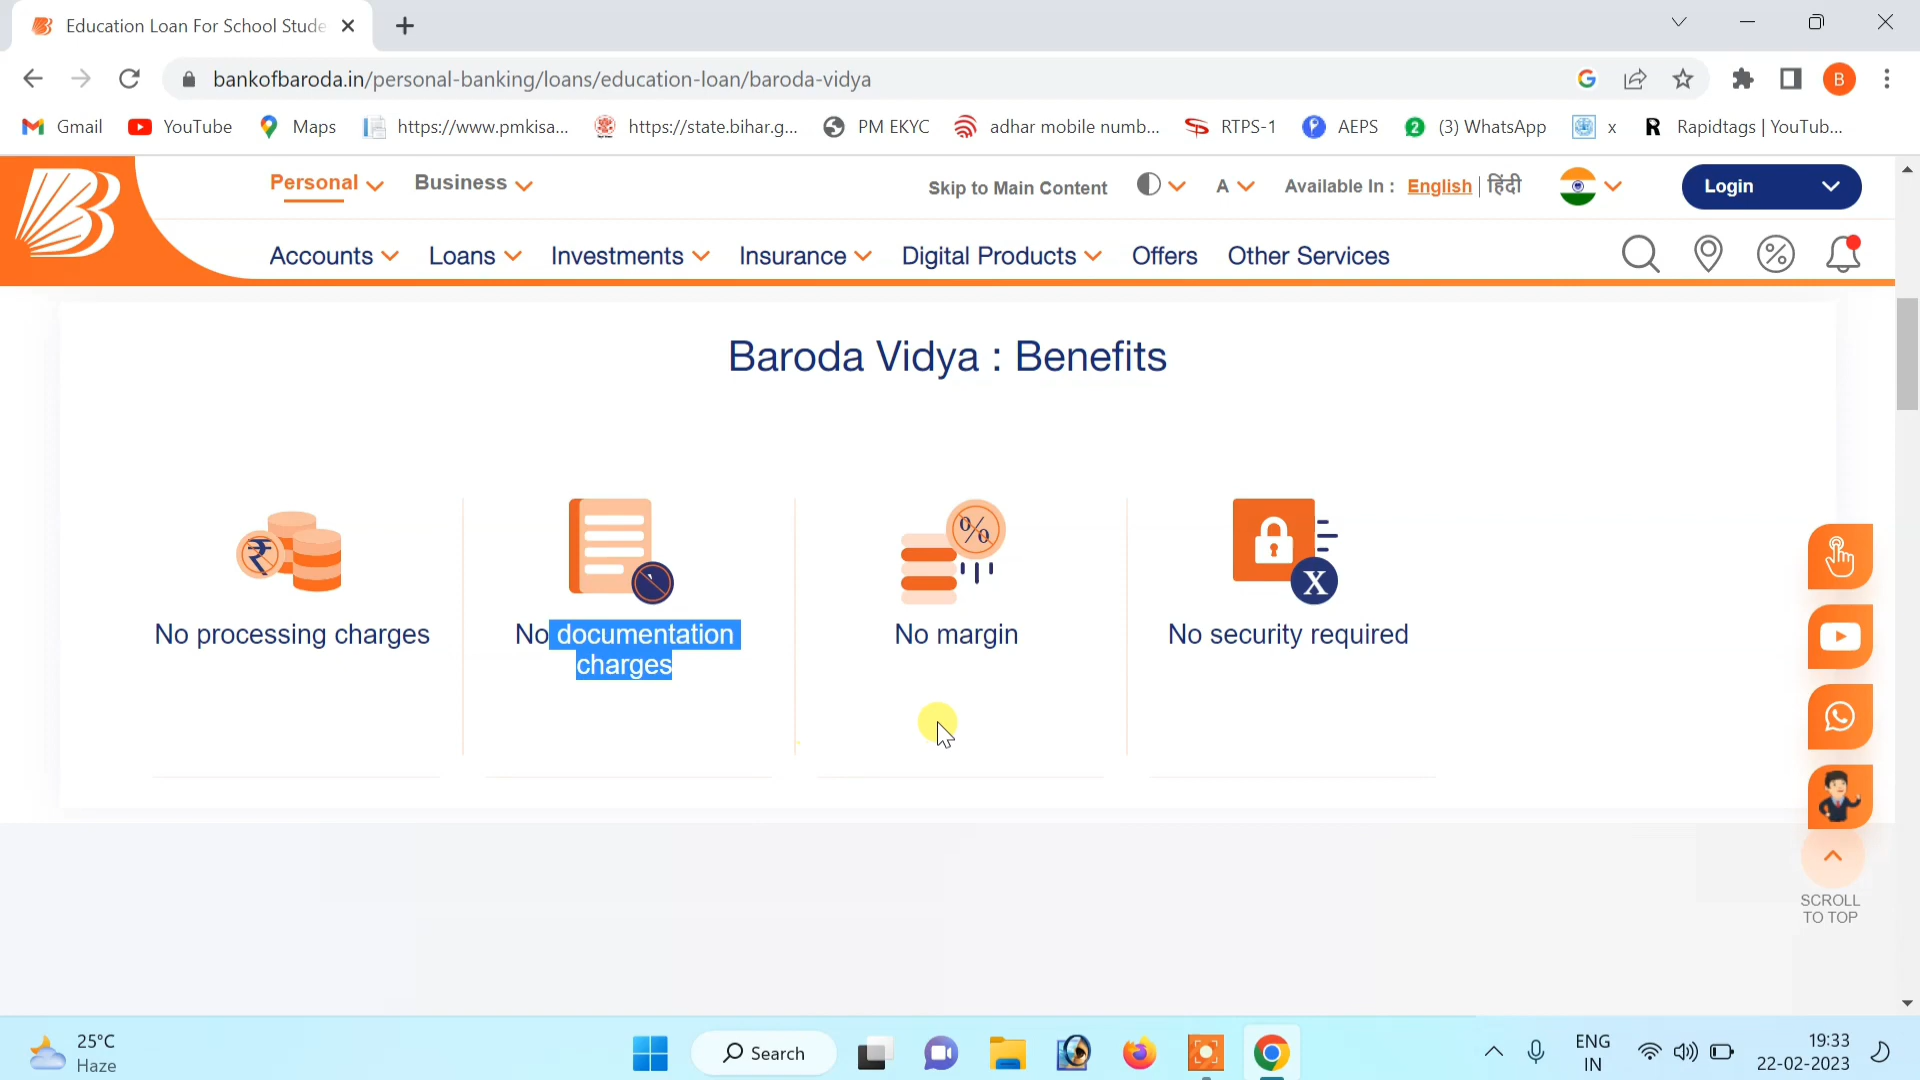 Education Loan For School Stude
bankofbaroda.in/personal-banking/loans/education-loan/baroda-vidya
B
Gmail YouTube Maps https://www.pmkisa... https://state.bihar.g... PM EKYC adhar mobile numb... RTPS-1 AEPS (3) WhatsApp x Rapidtags | YouTub...
Personal Business Skip to Main Content A Available In : English | हिंदी Login
Accounts Loans Investments Insurance Digital Products Offers Other Services
Baroda Vidya : Benefits
No processing charges
No documentation
charges
No margin
No security required
SCROLL
TO TOP
25°C
Haze
Search
ENG
IN
19:33
22-02-2023